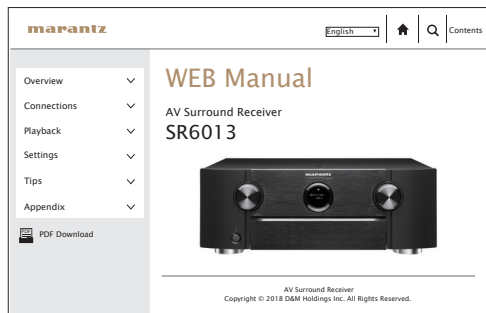 marantz
English
Contents
Overview
Connections
Playback
Settings
Tips
Appendix
PDF Download
WEB Manual
AV Surround Receiver
SR6013
marantz
AV Surround Receiver
Copyright © 2018 D&M Holdings Inc. All Rights Reserved.